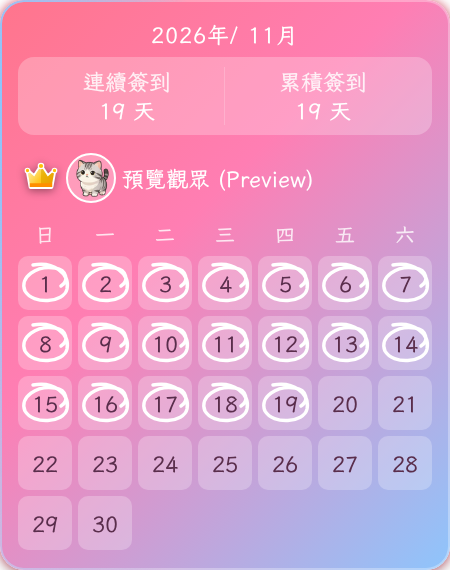 2026年/ 11月
連續簽到 累積簽到
19 天 19 天
預覽觀眾 (Preview)
日 一 二 三 四 五 六
1 2 3 4 5 6 7
8 9 10 11 12 13 14
15 16 17 18 19 20 21
22 23 24 25 26 27 28
29 30